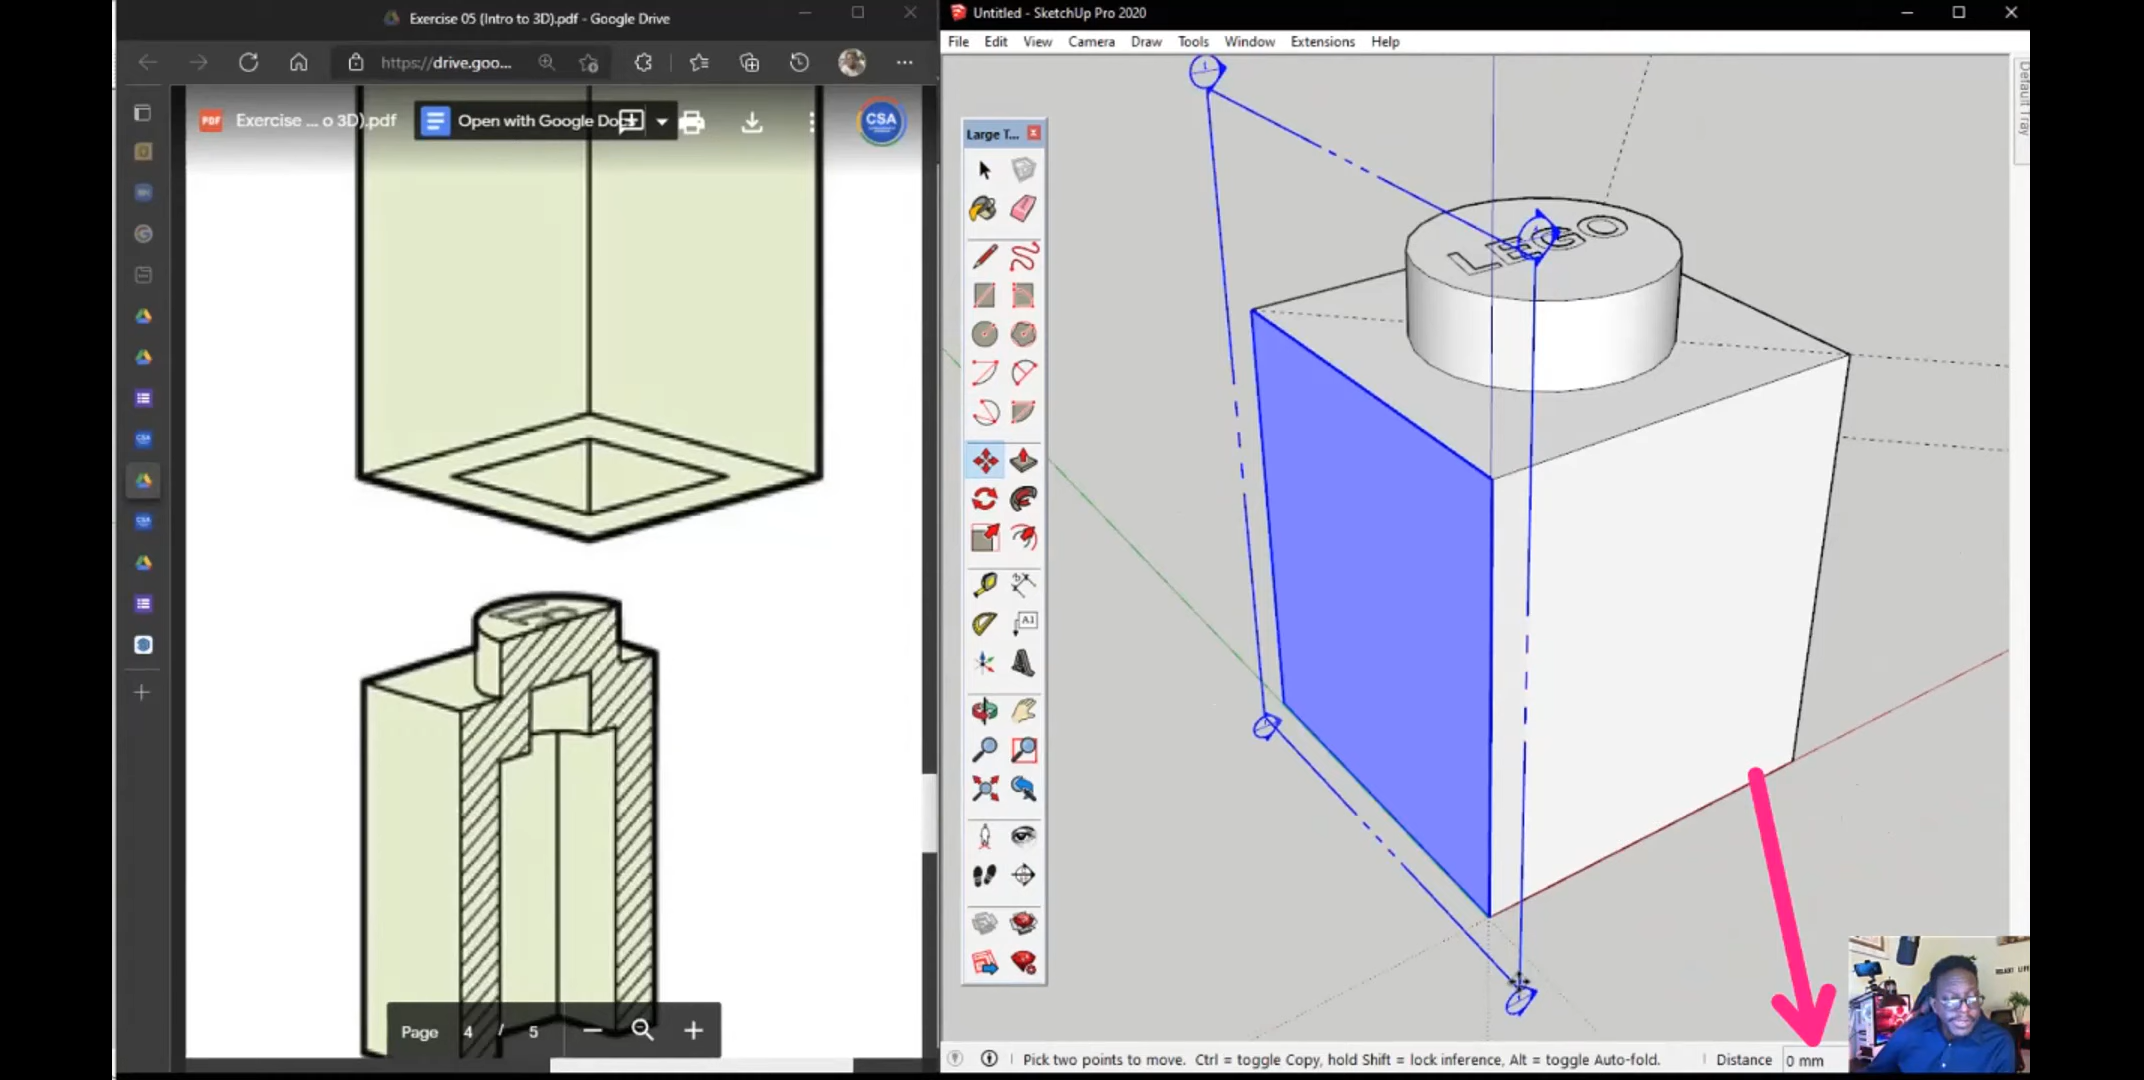 Exercise 05 (Intro to 3D).pdf - Google Drive
https://drive.goo...
PDF
Exercise ... o 3D).pdf
Open with Google Docs
CSA
Page 4 / 5
Untitled - SketchUp Pro 2020
File Edit View Camera Draw Tools Window Extensions Help
Default Tray
Large T...
A1
LEGO
Pick two points to move. Ctrl = toggle Copy, hold Shift = lock inference, Alt = toggle Auto-fold.
Distance 0 mm